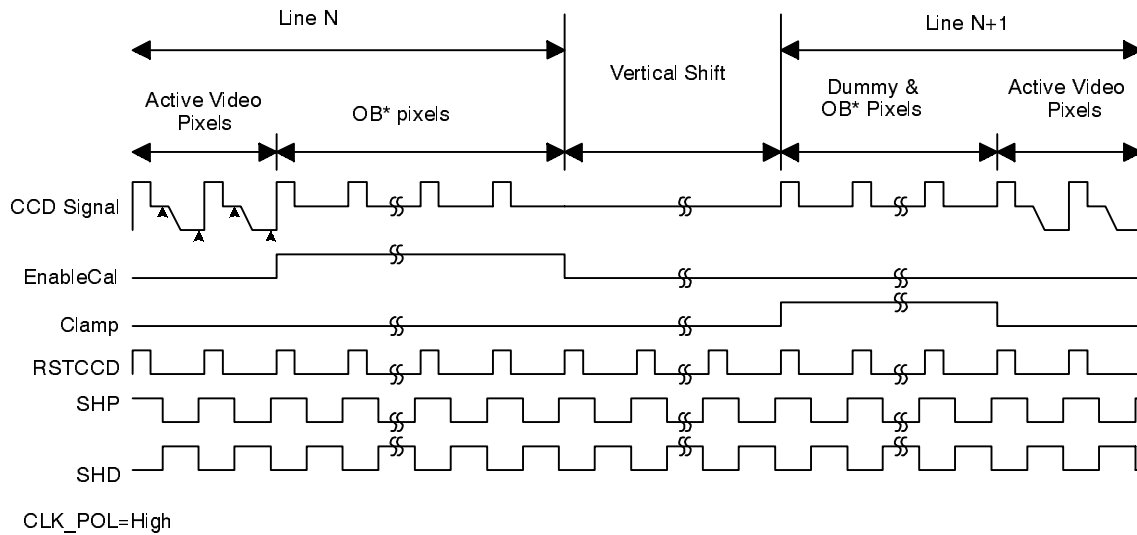 Line N
Line N+1
Vertical Shift
Active Video
Pixels
OB* pixels
Dummy &
OB* Pixels
Active Video
Pixels
CCD Signal
EnableCal
Clamp
RSTCCD
SHP
SHD
CLK_POL=High